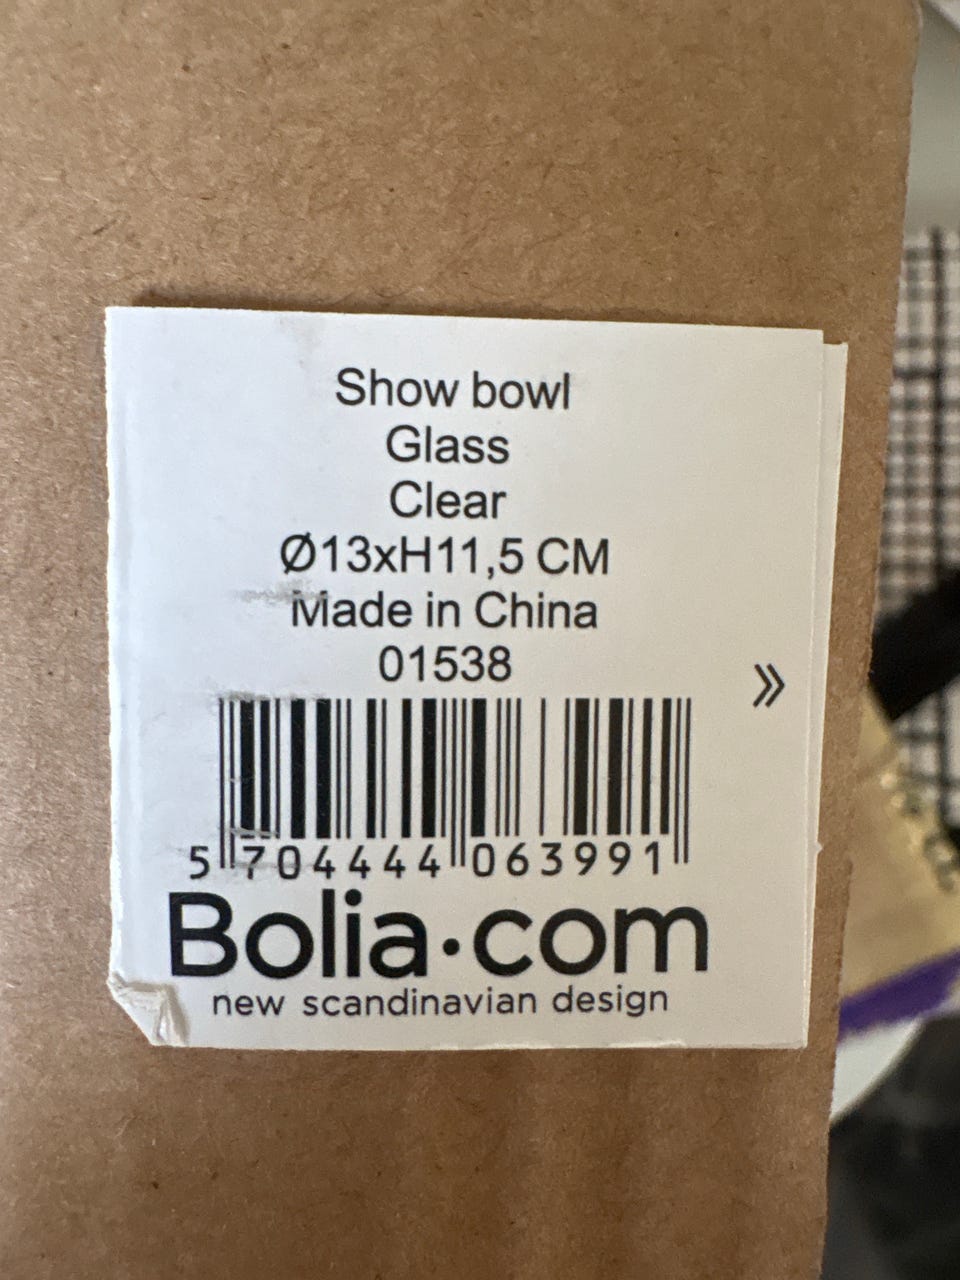 Show bowl
Glass
Clear
Ø13xH11,5 CM
Made in China
01538
»
5 704444 063991
Bolia.com
new scandinavian design